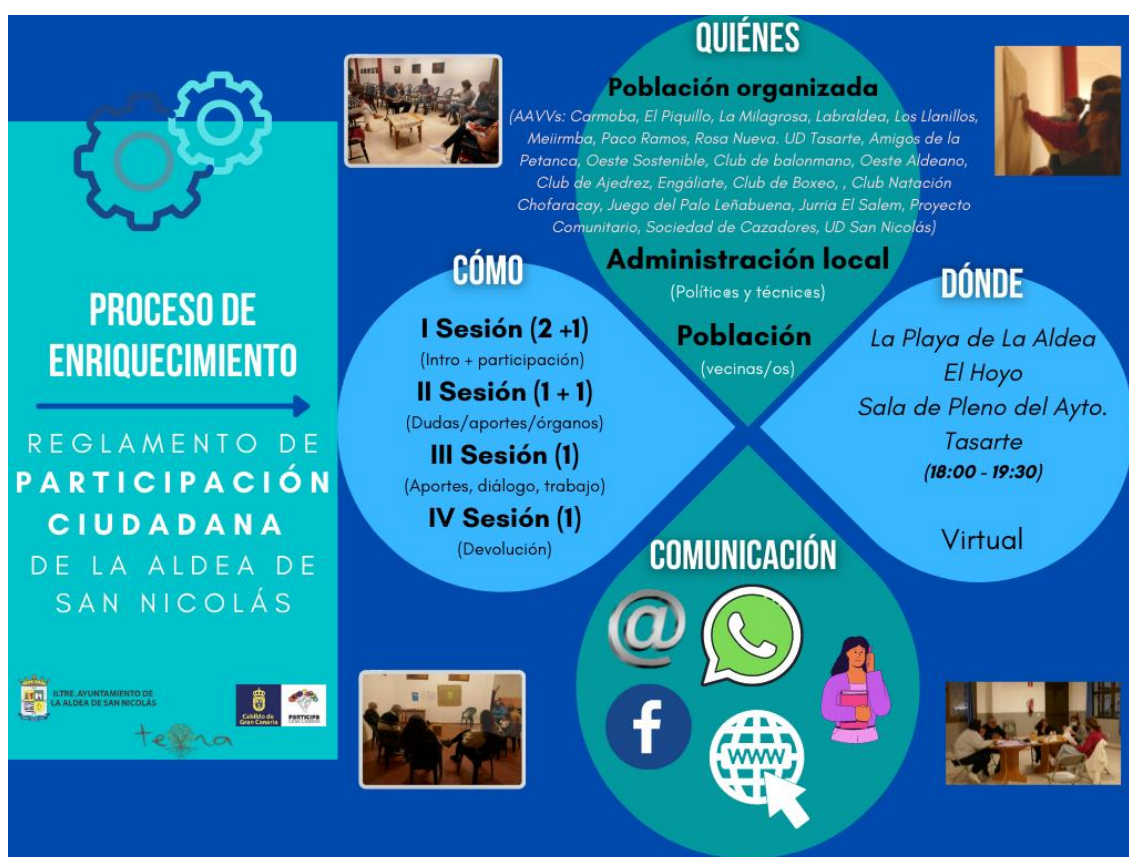 PROCESO DE
ENRIQUECIMIENTO
REGLAMENTO DE
PARTICIPACIÓN
CIUDADANA
DE LA ALDEA DE
SAN NICOLÁS
ILTRE. AYUNTAMIENTO DE
LA ALDEA DE SAN NICOLÁS
Cabildo de
Gran Canaria
PARTICIPA
GRAN CANARIA
QUIÉNES
Población organizada
(AAVVs: Carmoba, El Piquillo, La Milagrosa, Labraldea, Los Llanillos,
Meiirmba, Paco Ramos, Rosa Nueva. UD Tasarte, Amigos de la
Petanca, Oeste Sostenible, Club de balonmano, Oeste Aldeano,
Club de Ajedrez, Engáliate, Club de Boxeo, , Club Natación
Chofaracay, Juego del Palo Leñabuena, Jurria El Salem, Proyecto
Comunitario, Sociedad de Cazadores, UD San Nicolás)
Administración local
(Polític@s y técnic@s)
Población
(vecinas/os)
CÓMO
I Sesión (2 +1)
(Intro + participación)
II Sesión (1 + 1)
(Dudas/aportes/órganos)
III Sesión (1)
(Aportes, diálogo, trabajo)
IV Sesión (1)
(Devolución)
DÓNDE
La Playa de La Aldea
El Hoyo
Sala de Pleno del Ayto.
Tasarte
(18:00 - 19:30)
Virtual
COMUNICACIÓN
@
f
WWW